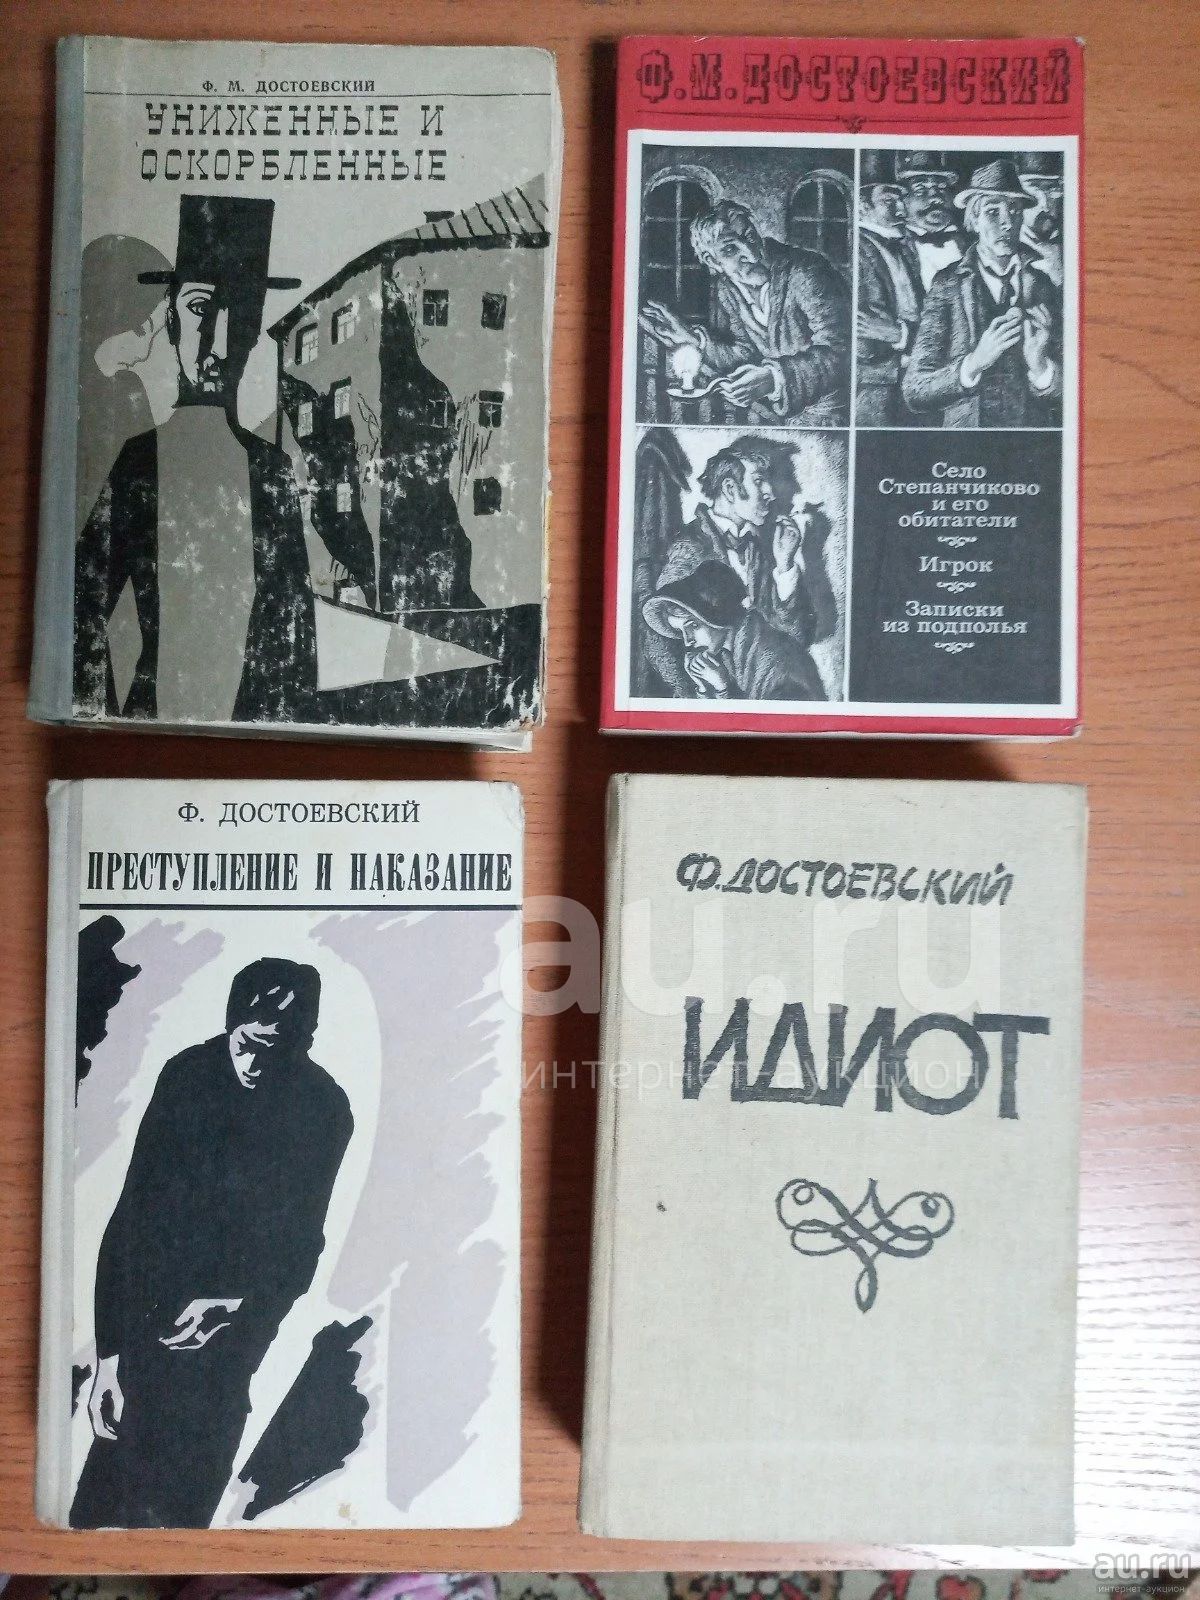 Ф. М. ДОСТОЕВСКИЙ
УНИЖЕННЫЕ И
ОСКОРБЛЕННЫЕ
Ф.М.ДОСТОЕВСКИЙ
Село
Степанчиково
и его
обитатели
Игрок
Записки
из подполья
Ф. ДОСТОЕВСКИЙ
ПРЕСТУПЛЕНИЕ И НАКАЗАНИЕ
Ф.ДОСТОЕВСКИЙ
ИДИОТ
au.ru
интернет-аукцион
au.ru
интернет-аукцион